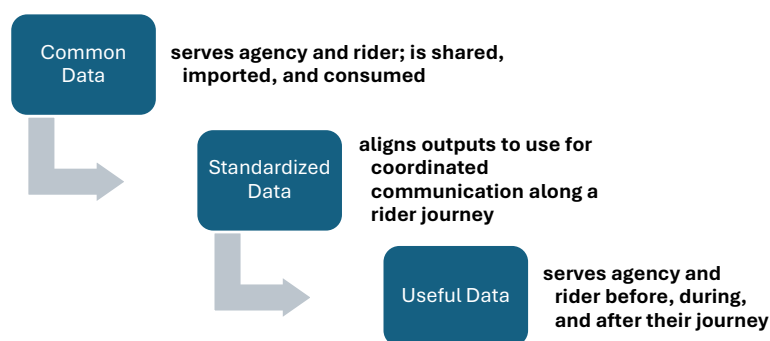 Common
Data
serves agency and rider; is shared,
imported, and consumed
Standardized
Data
aligns outputs to use for
coordinated
communication along a
rider journey
Useful Data
serves agency and
rider before, during,
and after their journey